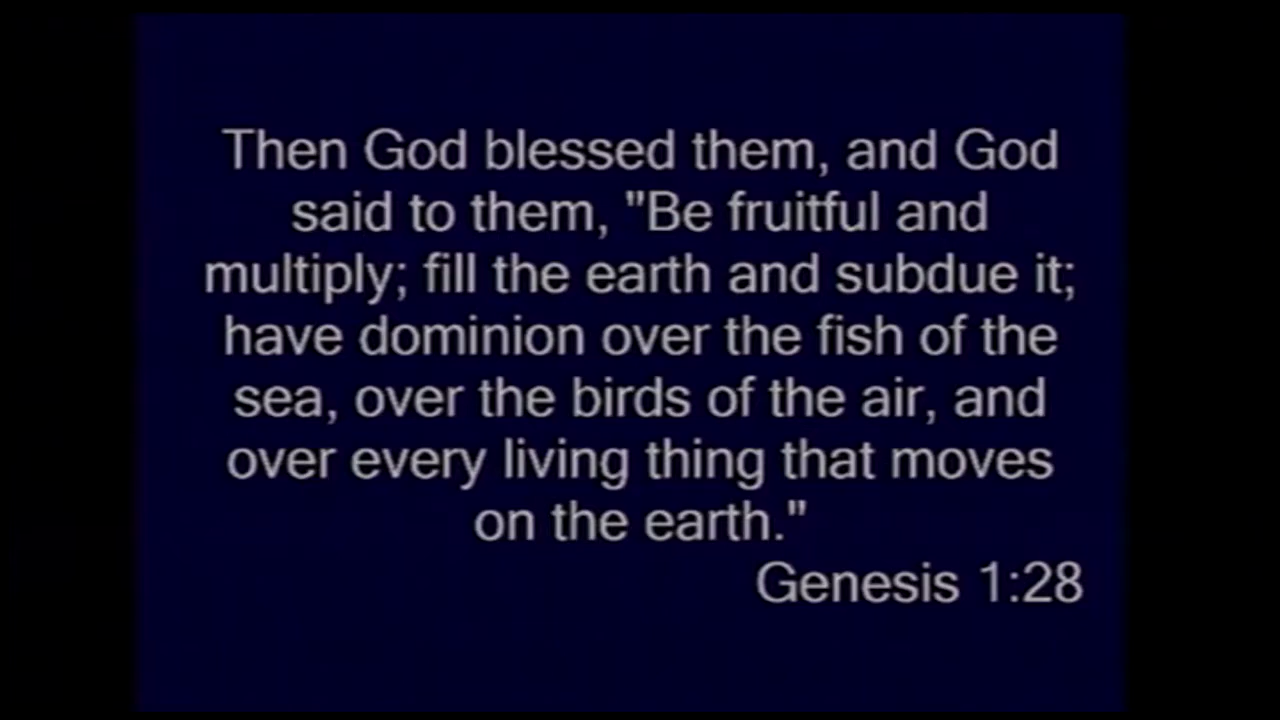 Then God blessed them, and God
said to them, "Be fruitful and
multiply; fill the earth and subdue it;
have dominion over the fish of the
sea, over the birds of the air, and
over every living thing that moves
on the earth."
Genesis 1:28